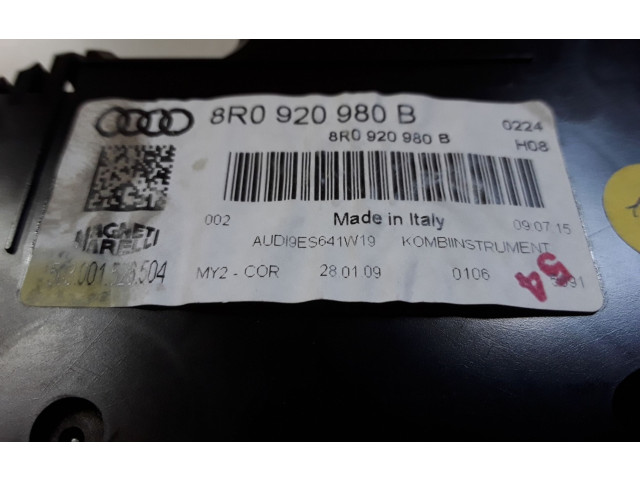 8R0 920 980 B
8R0 920 980 B
0224
H08
002
Made in Italy
09.07.15
MAGNETI
MARELLI
AUDI9ES641W19 KOMBIINSTRUMENT
MY2 - COR 28.01.09 0106
54